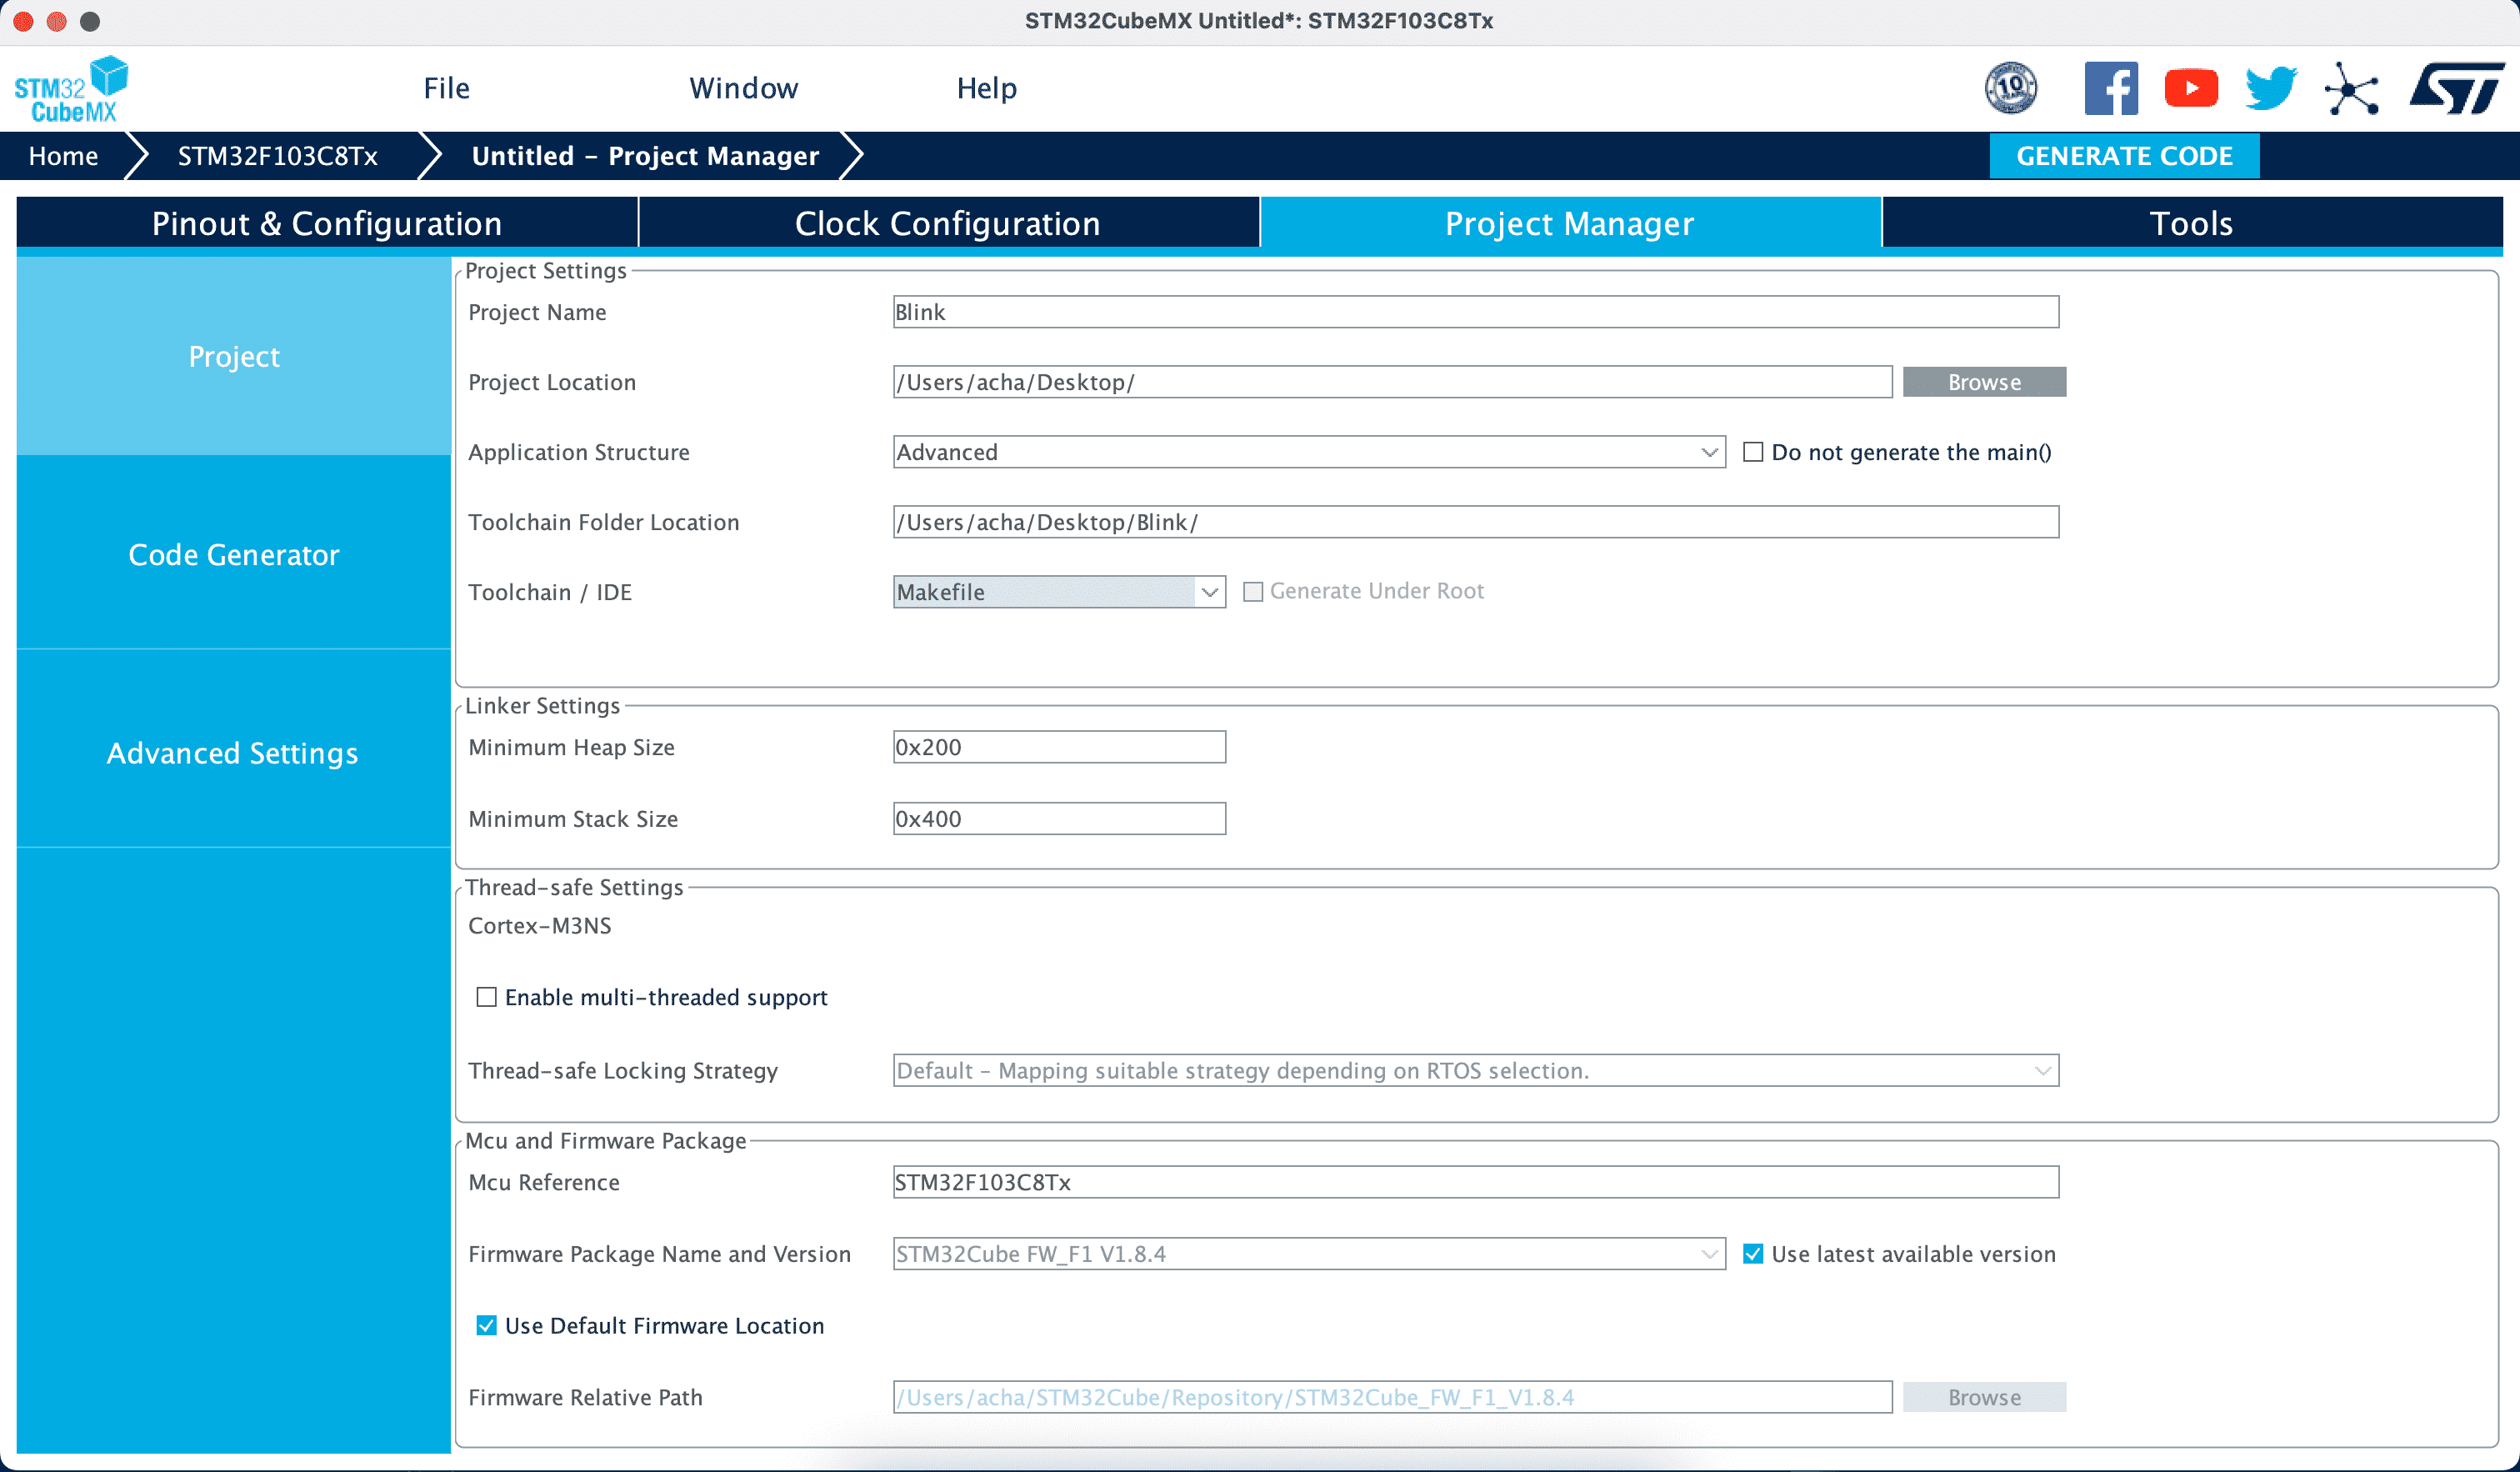 STM32CubeMX Untitled*: STM32F103C8Tx
STM32
CubeMX
File
Window
Help
10
YEARS
ST
Home
STM32F103C8Tx
Untitled - Project Manager
GENERATE CODE
Pinout & Configuration
Clock Configuration
Project Manager
Tools
Project
Code Generator
Advanced Settings
Project Settings
Project Name
Blink
Project Location
/Users/acha/Desktop/
Browse
Application Structure
Advanced
Do not generate the main()
Toolchain Folder Location
/Users/acha/Desktop/Blink/
Toolchain / IDE
Makefile
Generate Under Root
Linker Settings
Minimum Heap Size
0x200
Minimum Stack Size
0x400
Thread-safe Settings
Cortex-M3NS
Enable multi-threaded support
Thread-safe Locking Strategy
Default - Mapping suitable strategy depending on RTOS selection.
Mcu and Firmware Package
Mcu Reference
STM32F103C8Tx
Firmware Package Name and Version
STM32Cube FW_F1 V1.8.4
Use latest available version
Use Default Firmware Location
Firmware Relative Path
/Users/acha/STM32Cube/Repository/STM32Cube_FW_F1_V1.8.4
Browse